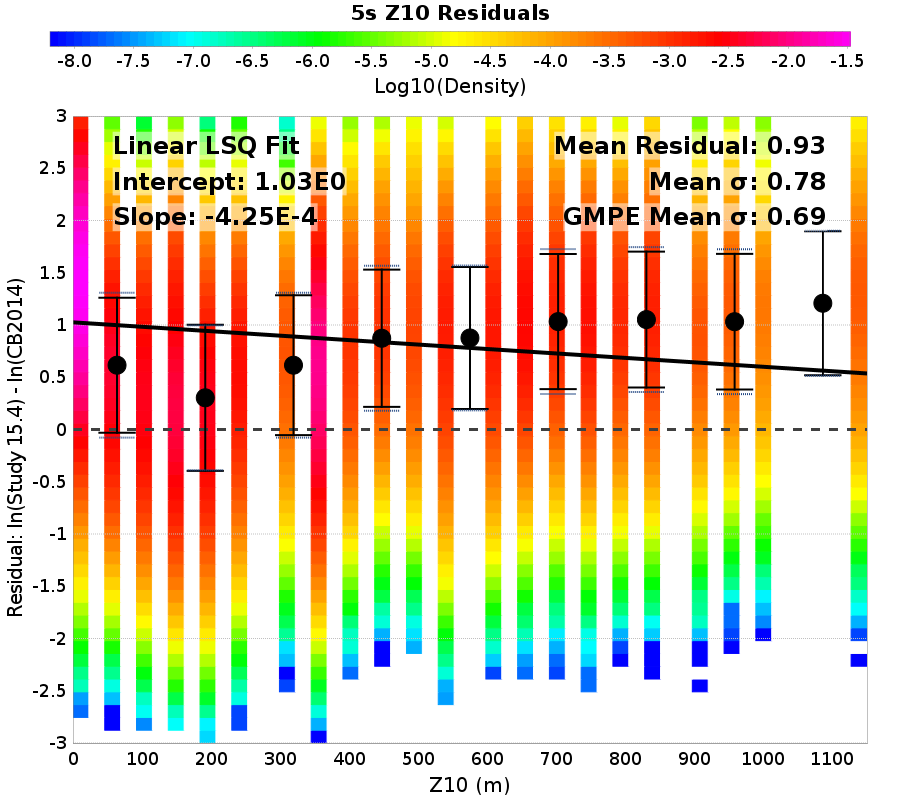 5s Z10 Residuals
-8.0 -7.5 -7.0 -6.5 -6.0 -5.5 -5.0 -4.5 -4.0 -3.5 -3.0 -2.5 -2.0 -1.5
Log10(Density)
Linear LSQ Fit
Intercept: 1.03E0
Slope: -4.25E-4
Mean Residual: 0.93
Mean σ: 0.78
GMPE Mean σ: 0.69
Residual: ln(Study 15.4) - ln(CB2014)
3
2.5
2
1.5
1
0.5
0
-0.5
-1
-1.5
-2
-2.5
-3
0 100 200 300 400 500 600 700 800 900 1000 1100
Z10 (m)